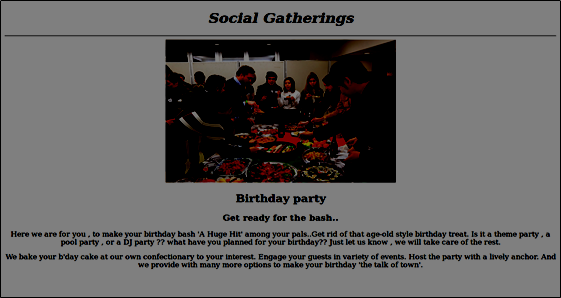 Social Gatherings
Birthday party
Get ready for the bash..
Here we are for you , to make your birthday bash 'A Huge Hit' among your pals..Get rid of that age-old style birthday treat. Is it a theme party , a
pool party , or a DJ party ?? what have you planned for your birthday?? Just let us know , we will take care of the rest.
We bake your b'day cake at our own confectionary to your interest. Engage your guests in variety of events. Host the party with a lively anchor. And
we provide with many more options to make your birthday 'the talk of town'.